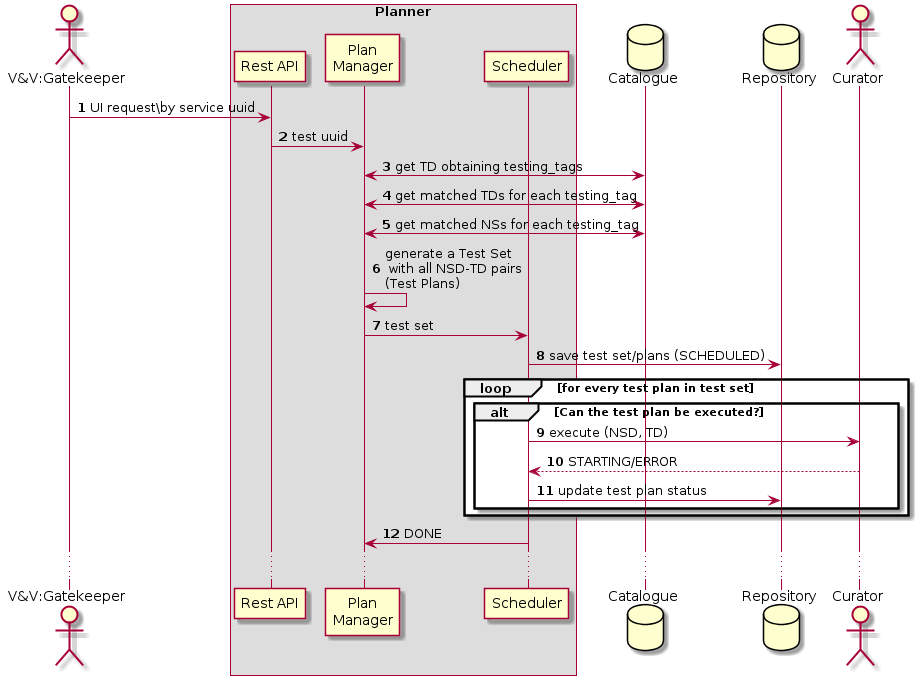 Planner
V&V:Gatekeeper
Rest API
Plan
Manager
Scheduler
Catalogue
Repository
Curator
1 UI request\by service uuid
2 test uuid
3 get TD obtaining testing_tags
4 get matched TDs for each testing_tag
5 get matched NSs for each testing_tag
generate a Test Set
6 with all NSD-TD pairs
(Test Plans)
7 test set
8 save test set/plans (SCHEDULED)
loop [for every test plan in test set]
alt [Can the test plan be executed?]
9 execute (NSD, TD)
10 STARTING/ERROR
11 update test plan status
12 DONE
V&V:Gatekeeper
Rest API
Plan
Manager
Scheduler
Catalogue
Repository
Curator